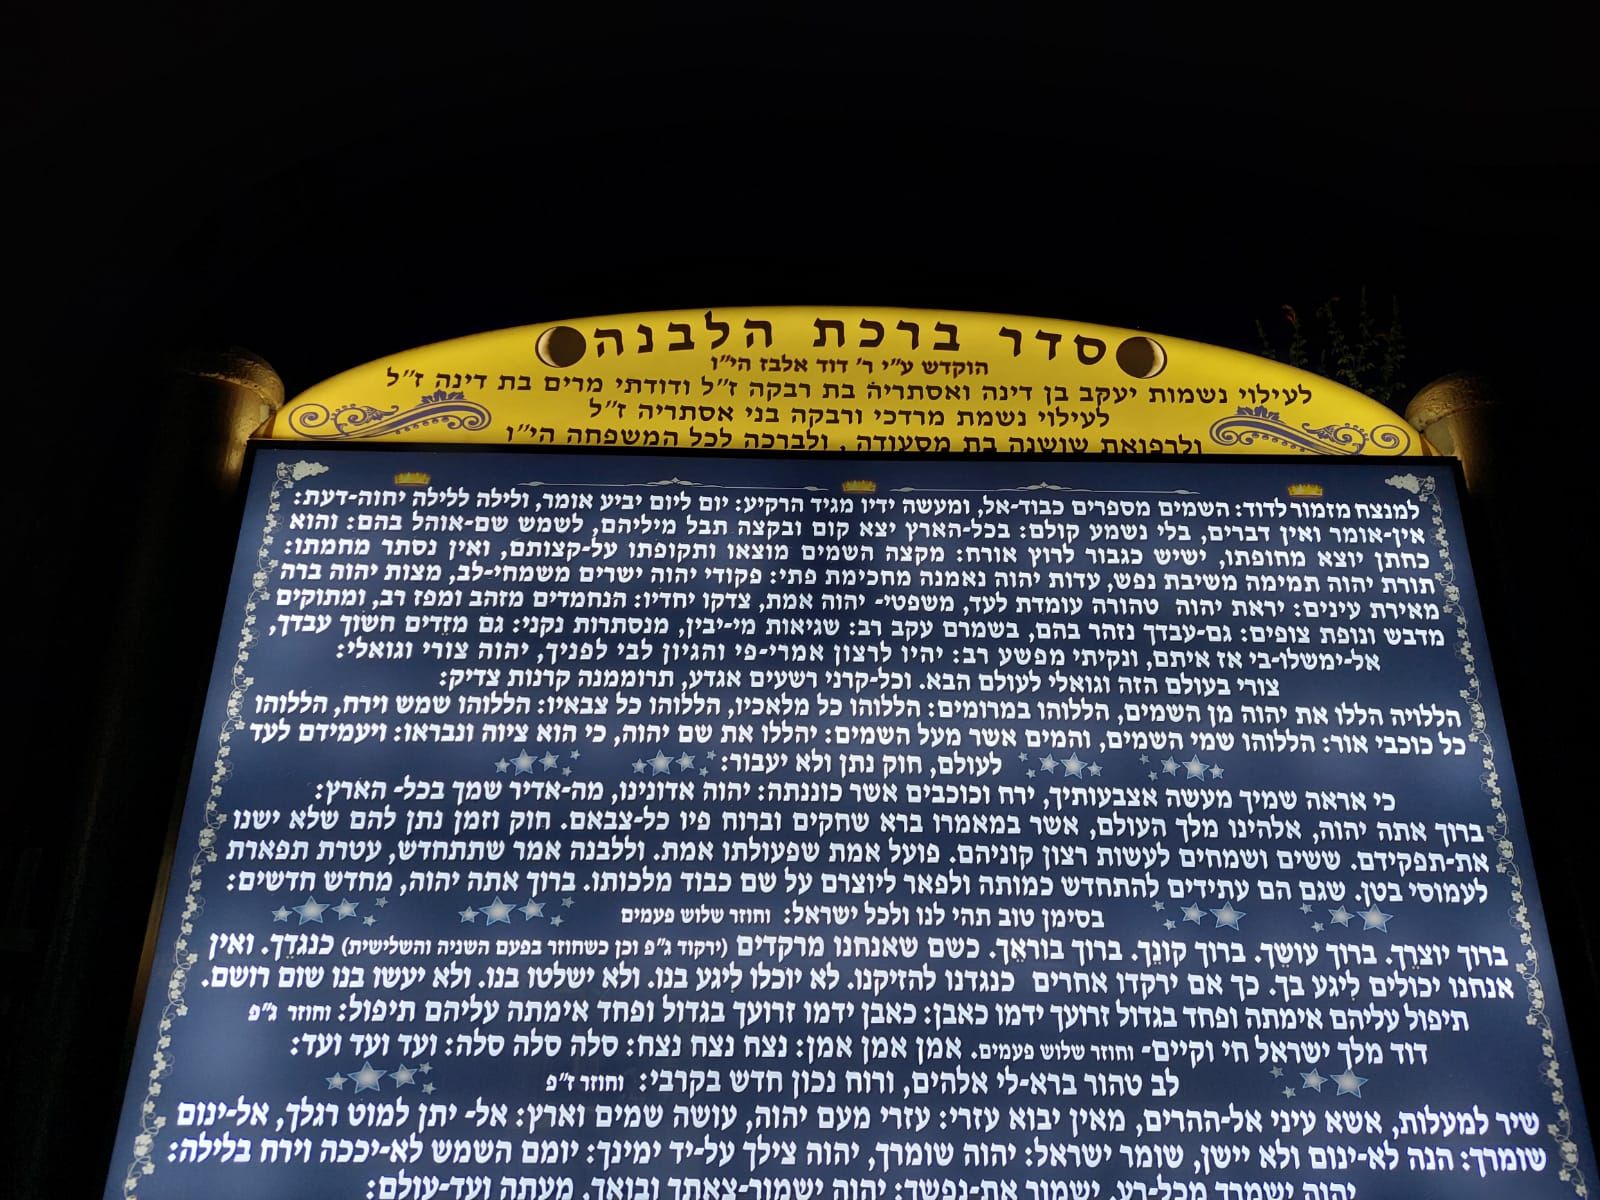 סדר ברכת הלבנה
הוקדש ע"י ר' דוד אלבז הי"ו
לעילוי נשמות יעקב בן דינה ואסתריה בת רבקה ז"ל ודודתי מרים בת דינה ז"ל
לעילוי נשמת מרדכי ורבקה בני אסתריה ז"ל
ולרפואת שושנה בת מסעודה , ולברכה לכל המשפחה הי"ו
למנצח מזמור לדוד: השמים מספרים כבוד-אל, ומעשה ידיו מגיד הרקיע: יום ליום יביע אומר, ולילה ללילה יחוה-דעת:
אין-אומר ואין דברים, בלי נשמע קולם: בכל-הארץ יצא קום ובקצה תבל מיליהם, לשמש שם-אוהל בהם: והוא
כחתן יוצא מחופתו, ישיש כגבור לרוץ אורח: מקצה השמים מוצאו ותקופתו על-קצותם, ואין נסתר מחמתו:
תורת יהוה תמימה משיבת נפש, עדות יהוה נאמנה מחכימת פתי: פקודי יהוה ישרים משמחי-לב, מצות יהוה ברה
מאירת עינים: יראת יהוה טהורה עומדת לעד, משפטי- יהוה אמת, צדקו יחדיו: הנחמדים מזהב ומפז רב, ומתוקים
מדבש ונופת צופים: גם-עבדך נזהר בהם, בשמרם עקב רב: שגיאות מי-יבין, מנסתרות נקני: גם מזדים חשוך עבדך,
אל-ימשלו-בי אז איתם, ונקיתי מפשע רב: יהיו לרצון אמרי-פי והגיון לבי לפניך, יהוה צורי וגואלי:
צורי בעולם הזה וגואלי לעולם הבא. וכל-קרני רשעים אגדע, תרוממנה קרנות צדיק:
הללויה הללו את יהוה מן השמים, הללוהו במרומים: הללוהו כל מלאכיו, הללוהו כל צבאיו: הללוהו שמש וירח, הללוהו
כל כוכבי אור: הללוהו שמי השמים, והמים אשר מעל השמים: יהללו את שם יהוה, כי הוא ציוה ונבראו: ויעמידם לעד
לעולם, חוק נתן ולא יעבור:
כי אראה שמיך מעשה אצבעותיך, ירח וכוכבים אשר כוננתה: יהוה אדונינו, מה-אדיר שמך בכל- הארץ:
ברוך אתה יהוה, אלהינו מלך העולם, אשר במאמרו ברא שחקים וברוח פיו כל-צבאם. חוק וזמן נתן להם שלא ישנו
את-תפקידם. ששים ושמחים לעשות רצון קוניהם. פועל אמת שפעולתו אמת. וללבנה אמר שתתחדש, עטרת תפארת
לעמוסי בטן. שגם הם עתידים להתחדש כמותה ולפאר ליוצרם על שם כבוד מלכותו. ברוך אתה יהוה, מחדש חדשים:
בסימן טוב תהי לנו ולכל ישראל: וחוזר שלוש פעמים
ברוך יוצרך. ברוך עושך. ברוך קונך. ברוך בוראך. כשם שאנחנו מרקדים (ירקוד ג"פ וכן כשחוזר בפעם השניה והשלישית) כנגדך. ואין
אנחנו יכולים ליגע בך. כך אם ירקדו אחרים כנגדנו להזיקנו. לא יוכלו ליגע בנו. ולא ישלטו בנו. ולא יעשו בנו שום רושם.
תיפול עליהם אימתה ופחד בגדול זרועך ידמו כאבן: כאבן ידמו זרועך בגדול ופחד אימתה עליהם תיפול: וחוזר ג"פ
דוד מלך ישראל חי וקיים- וחוזר שלוש פעמים. אמן אמן אמן: נצח נצח נצח: סלה סלה סלה: ועד ועד ועד:
לב טהור ברא-לי אלהים, ורוח נכון חדש בקרבי: וחוזר ז"פ
שיר למעלות, אשא עיני אל-ההרים, מאין יבוא עזרי: עזרי מעם יהוה, עושה שמים וארץ: אל- יתן למוט רגלך, אל-ינום
שומרך: הנה לא-ינום ולא יישן, שומר ישראל: יהוה שומרך, יהוה צילך על-יד ימינך: יומם השמש לא-יככה וירח בלילה:
יהוה ישמרך מכל-רע, ישמור את-נפשך: יהוה ישמור-צאתך ובואך, מעתה ועד-עולם: